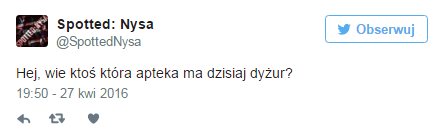 Spotted: Nysa
@SpottedNysa
Obserwuj
Hej, wie ktoś która apteka ma dzisiaj dyżur?
19:50 - 27 kwi 2016